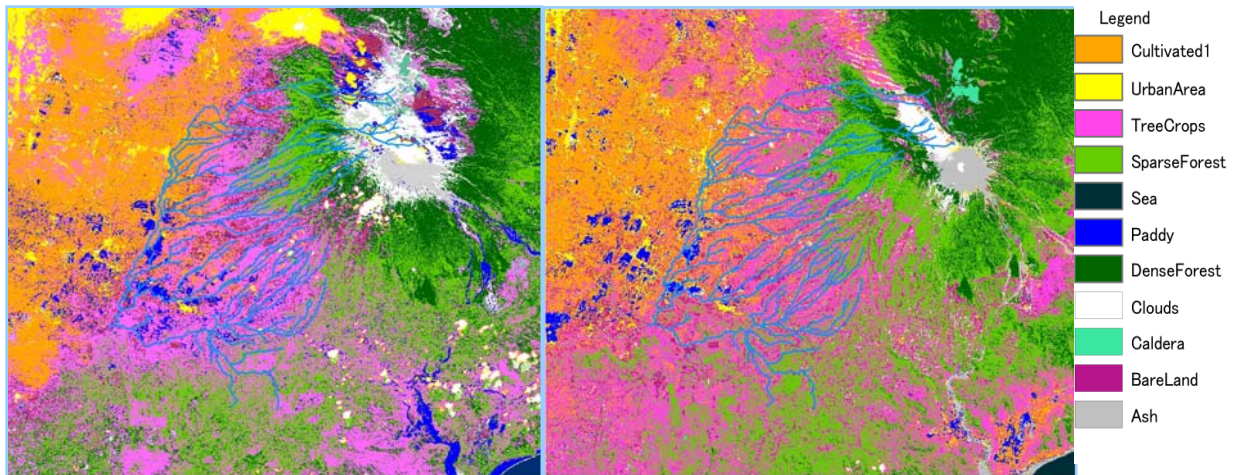 Legend
Cultivated1
UrbanArea
TreeCrops
SparseForest
Sea
Paddy
DenseForest
Clouds
Caldera
BareLand
Ash